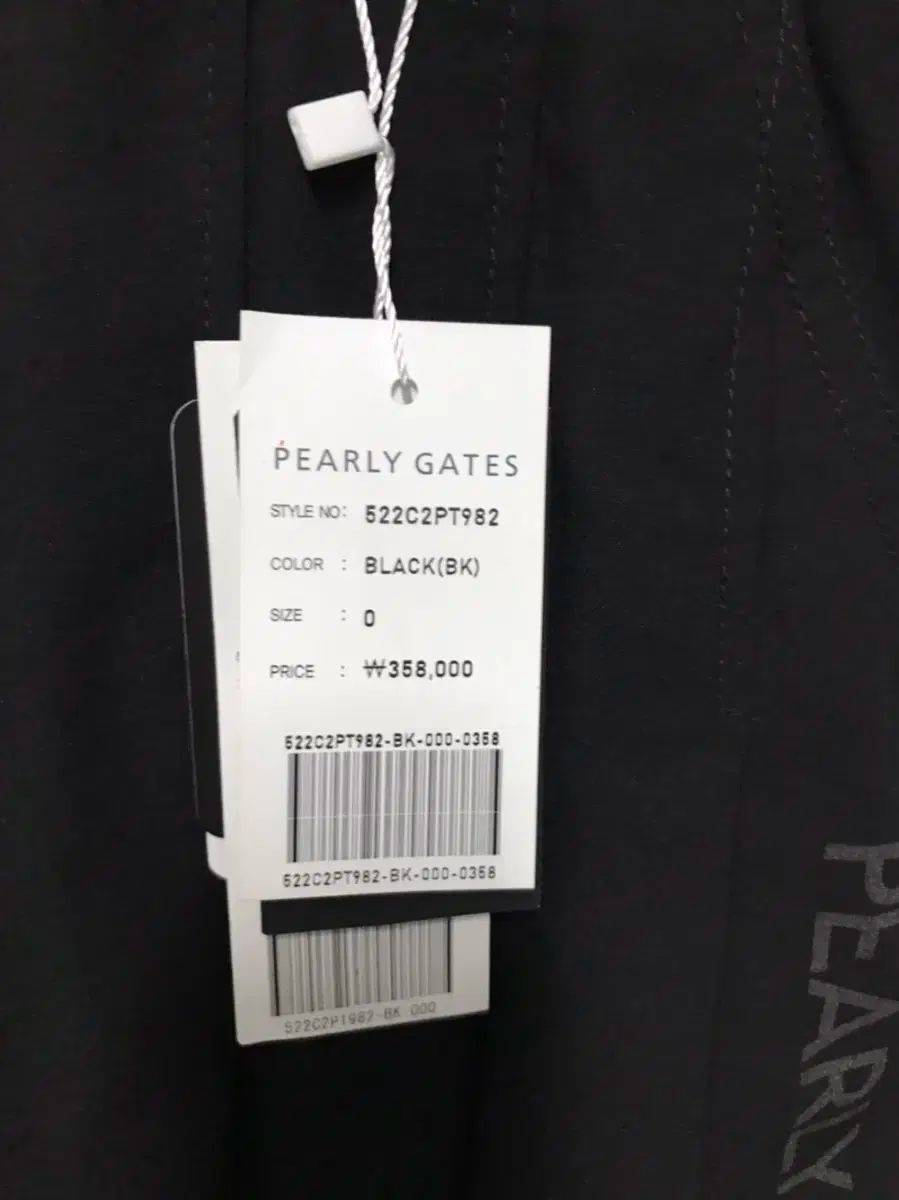 PEARLY GATES
STYLE NO: 522C2PT982
COLOR : BLACK(BK)
SIZE : 0
PRICE : ₩358,000
522C2PT982-BK-000-0358
522C2PT982-BK-000-0358
522C2PT982-BK 000
PEARLY